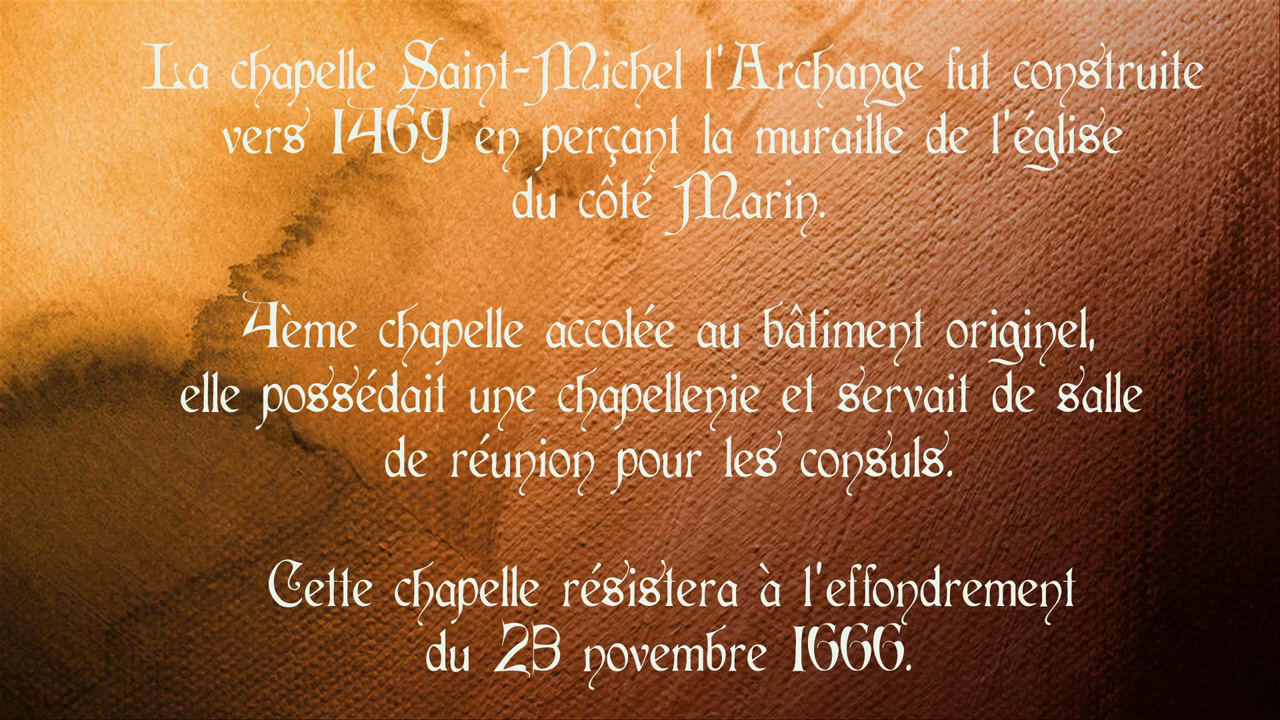 La chapelle Saint-Michel l'Archange fut construite
vers 1469 en perçant la muraille de l'église
du côté Marin.
4ème chapelle accolée au bâtiment originel,
elle possédait une chapellenie et servait de salle
de réunion pour les consuls.
Cette chapelle résistera à l'effondrement
du 23 novembre 1666.